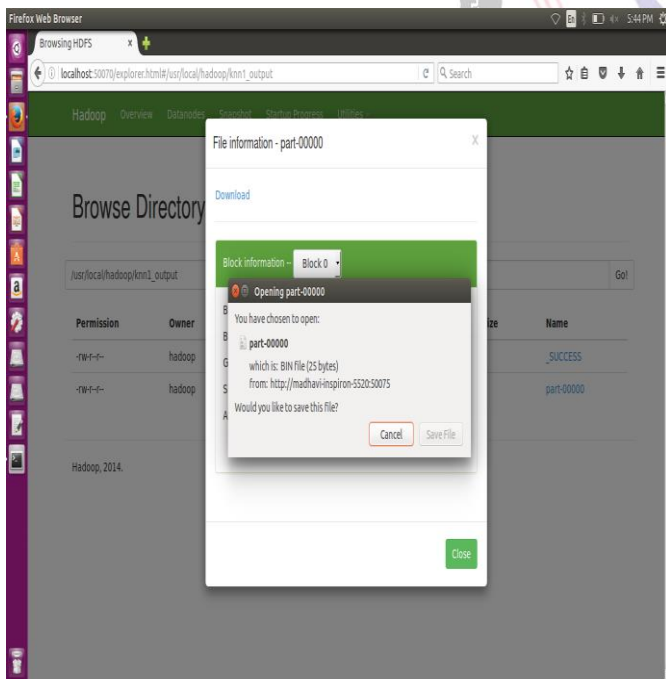 Firefox Web Browser
En
5:44 PM
Browsing HDFS
localhost:50070/explorer.html#/usr/local/hadoop/knn1_output
Search
Hadoop Overview Datanodes Snapshot Startup Progress Utilities
File information - part-00000
X
Download
Browse Directory
Block information --
Block 0
/usr/local/hadoop/knn1_output
Go!
Opening part-00000
You have chosen to open:
part-00000
which is: BIN file (25 bytes)
from: http://madhavi-inspiron-5520:50075
Would you like to save this file?
Cancel
Save File
Permission Owner Name
-rw-r--r-- hadoop _SUCCESS
-rw-r--r-- hadoop part-00000
Hadoop, 2014.
Close